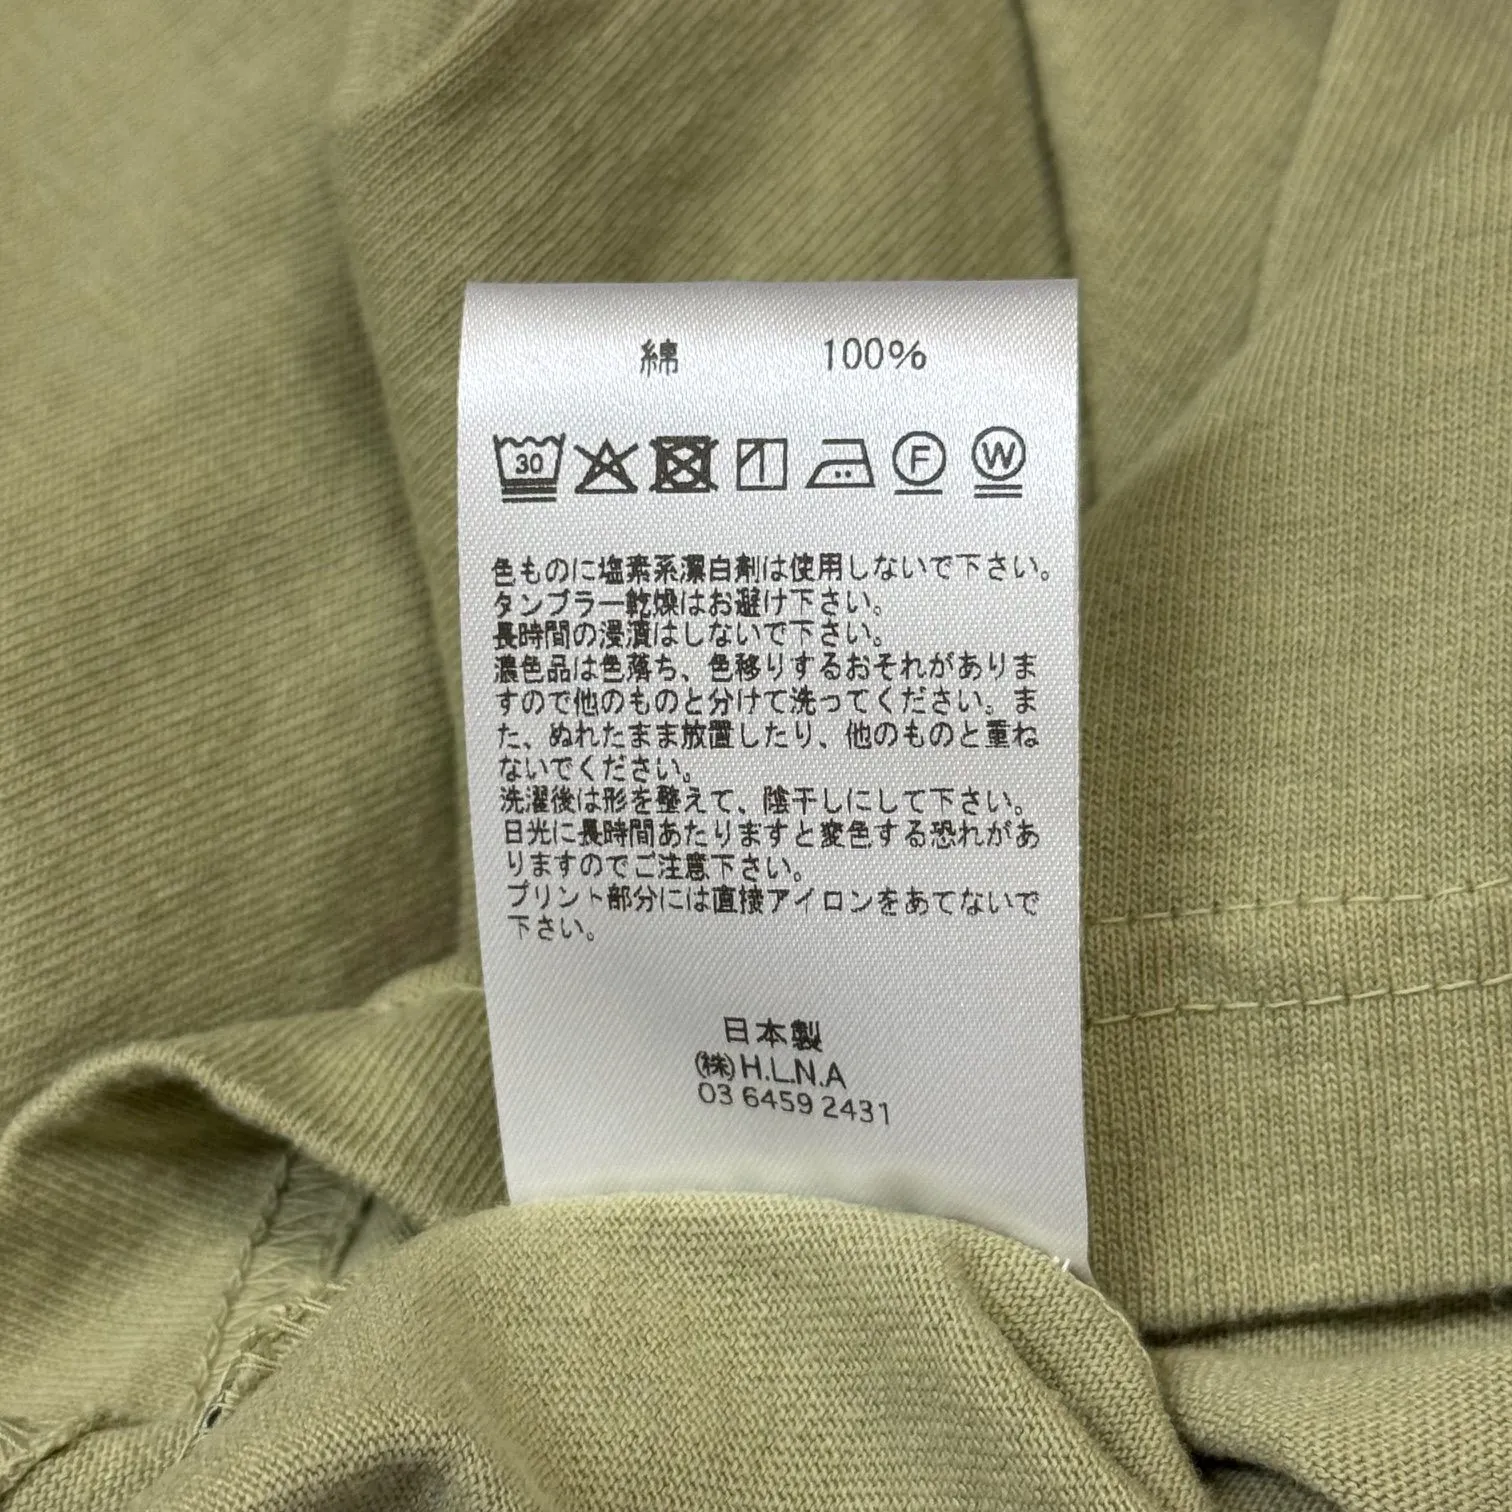 綿 100%
30 F W
色ものに塩素系漂白剤は使用しないで下さい。
タンブラー乾燥はお避け下さい。
長時間の浸漬はしないで下さい。
濃色品は色落ち、色移りするおそれがありま
すので他のものと分けて洗ってください。ま
た、ぬれたまま放置したり、他のものと重ね
ないでください。
洗濯後は形を整えて、陰干しにして下さい。
日光に長時間あたりますと変色する恐れがあ
りますのでご注意下さい。
プリント部分には直接アイロンをあてないで
下さい。
日本製
㈱H.L.N.A
03 6459 2431